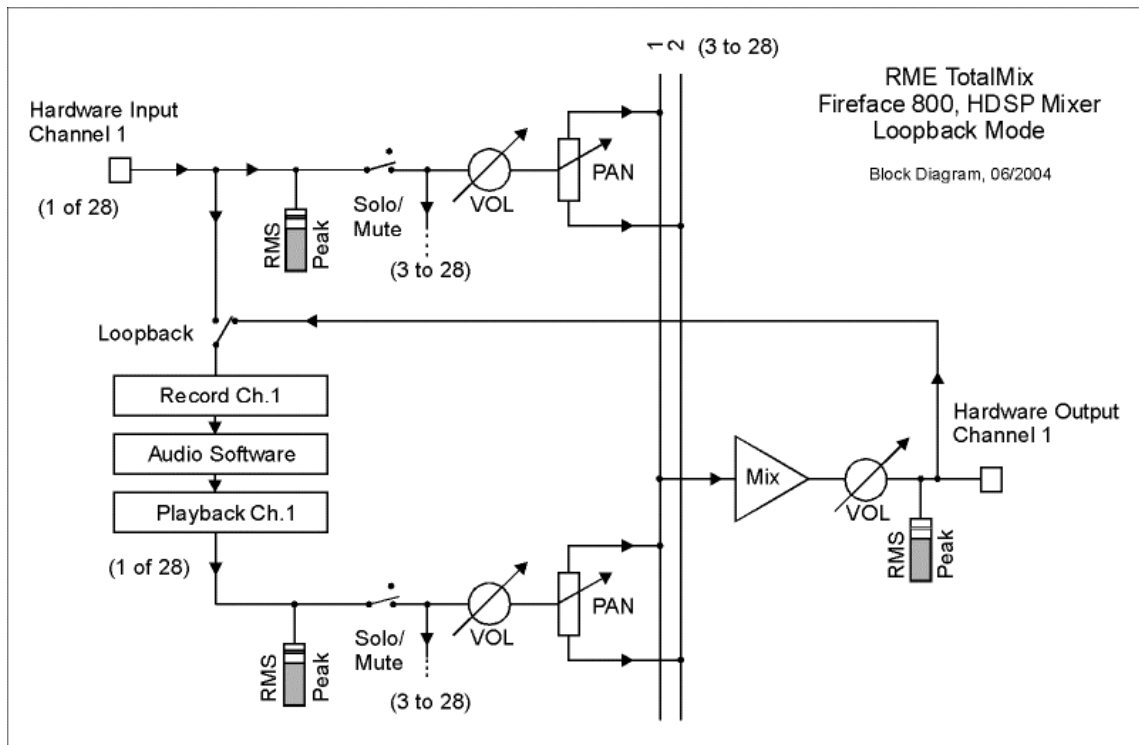 1
2
(3 to 28)
RME TotalMix
Fireface 800, HDSP Mixer
Loopback Mode
Block Diagram, 06/2004
Hardware Input
Channel 1
(1 of 28)
RMS
Peak
Solo/
Mute
(3 to 28)
VOL
PAN
Loopback
Record Ch.1
Audio Software
Playback Ch.1
(1 of 28)
RMS
Peak
Solo/
Mute
(3 to 28)
VOL
PAN
Mix
VOL
Hardware Output
Channel 1
RMS
Peak